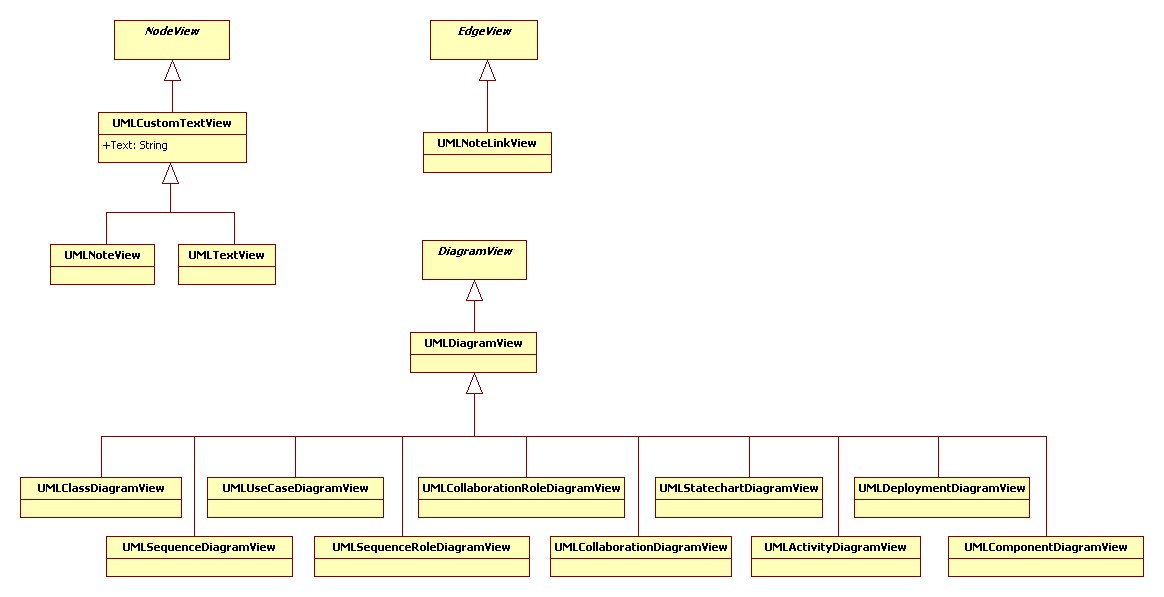 NodeView
EdgeView
UMLCustomTextView
+Text: String
UMLNoteLinkView
UMLNoteView
UMLTextView
DiagramView
UMLDiagramView
UMLClassDiagramView
UMLUseCaseDiagramView
UMLCollaborationRoleDiagramView
UMLStatechartDiagramView
UMLDeploymentDiagramView
UMLSequenceDiagramView
UMLSequenceRoleDiagramView
UMLCollaborationDiagramView
UMLActivityDiagramView
UMLComponentDiagramView